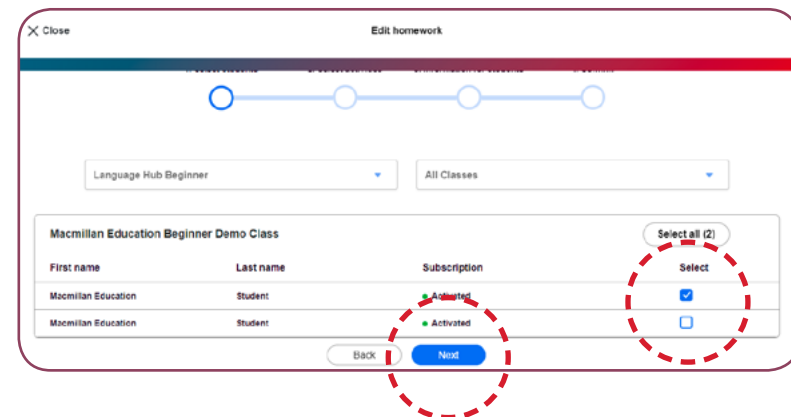 Close
Edit homework
Language Hub Beginner
All Classes
Macmillan Education Beginner Demo Class
Select all (2)
First name Last name Subscription Select
Macmillan Education Student Activated
Macmillan Education Student Activated
Back Next